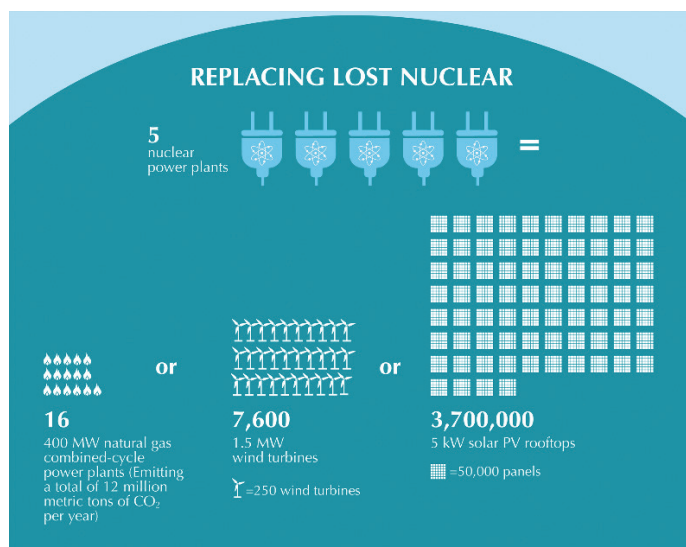 REPLACING LOST NUCLEAR
5
nuclear
power plants
=
or
or
16
400 MW natural gas
combined-cycle
power plants (Emitting
a total of 12 million
metric tons of CO₂
per year)
7,600
1.5 MW
wind turbines
=250 wind turbines
3,700,000
5 kW solar PV rooftops
=50,000 panels